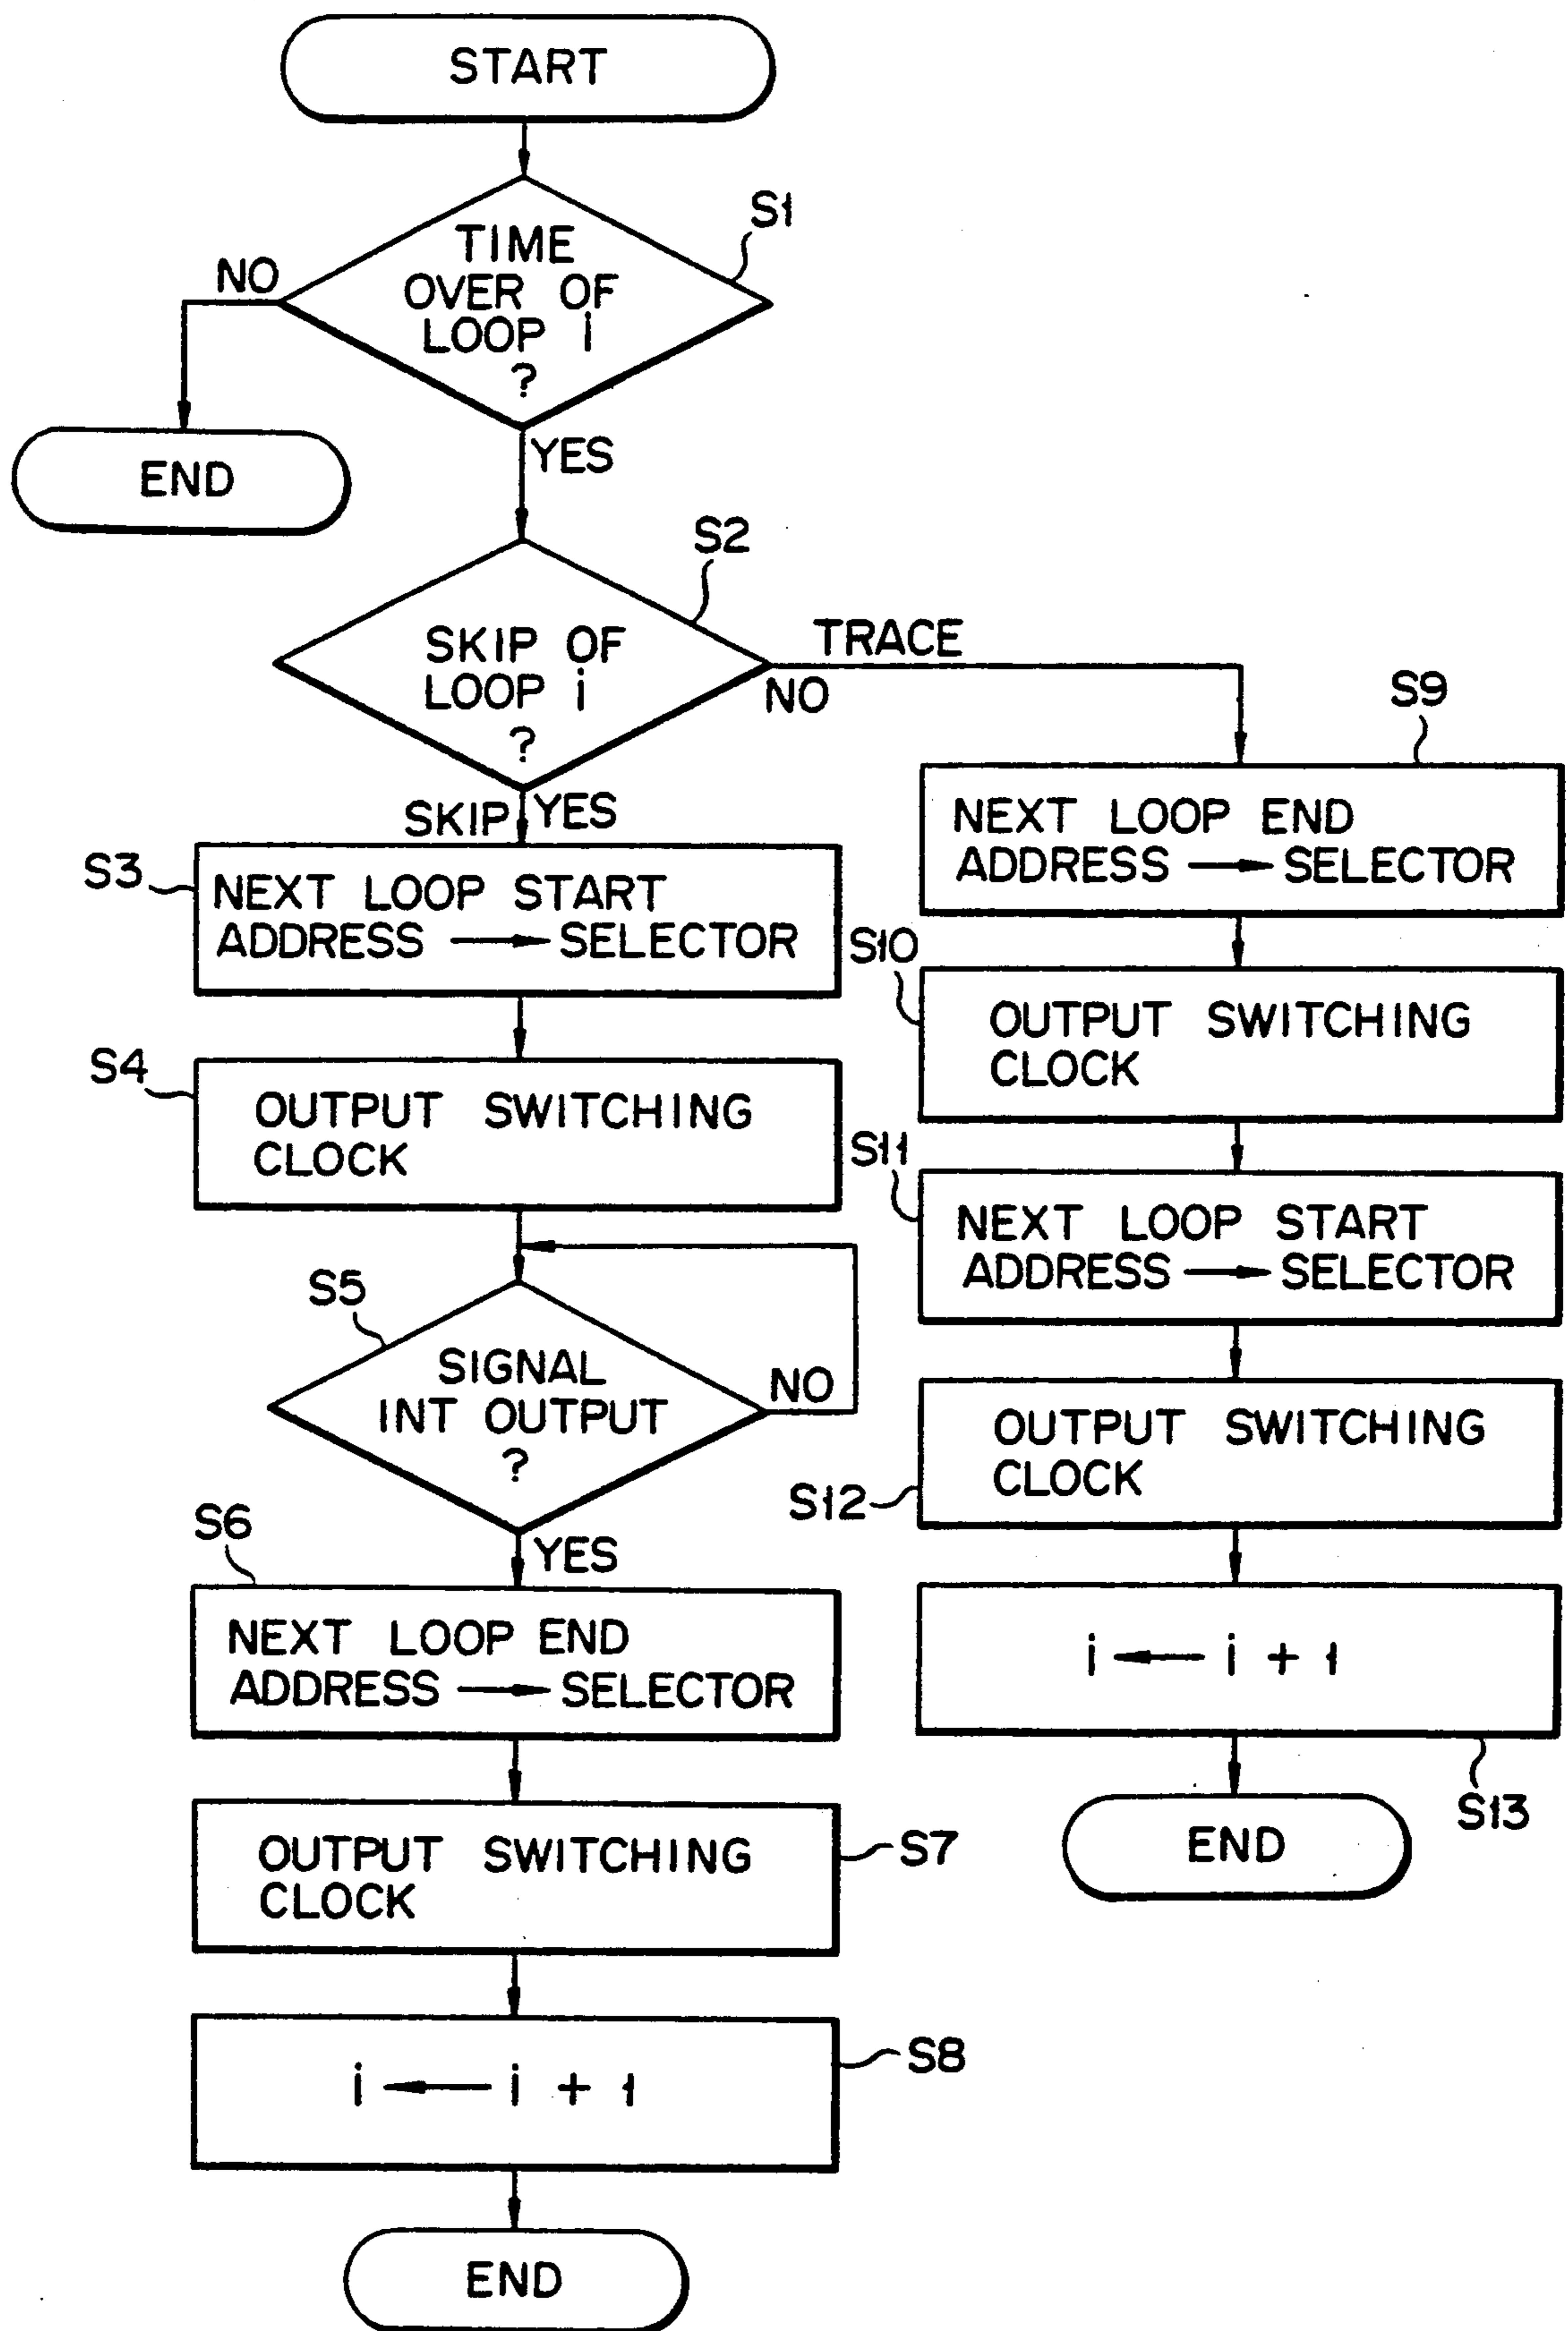 START
S1
TIME
OVER OF
LOOP i
?
NO
END
YES
S2
SKIP OF
LOOP i
?
TRACE
NO
SKIP
YES
S3
NEXT LOOP START
ADDRESS → SELECTOR
S4
OUTPUT SWITCHING
CLOCK
S5
SIGNAL
INT OUTPUT
?
NO
YES
S6
NEXT LOOP END
ADDRESS → SELECTOR
S7
OUTPUT SWITCHING
CLOCK
S8
i ← i + 1
END
S9
NEXT LOOP END
ADDRESS → SELECTOR
S10
OUTPUT SWITCHING
CLOCK
S11
NEXT LOOP START
ADDRESS → SELECTOR
S12
OUTPUT SWITCHING
CLOCK
i ← i + 1
S13
END